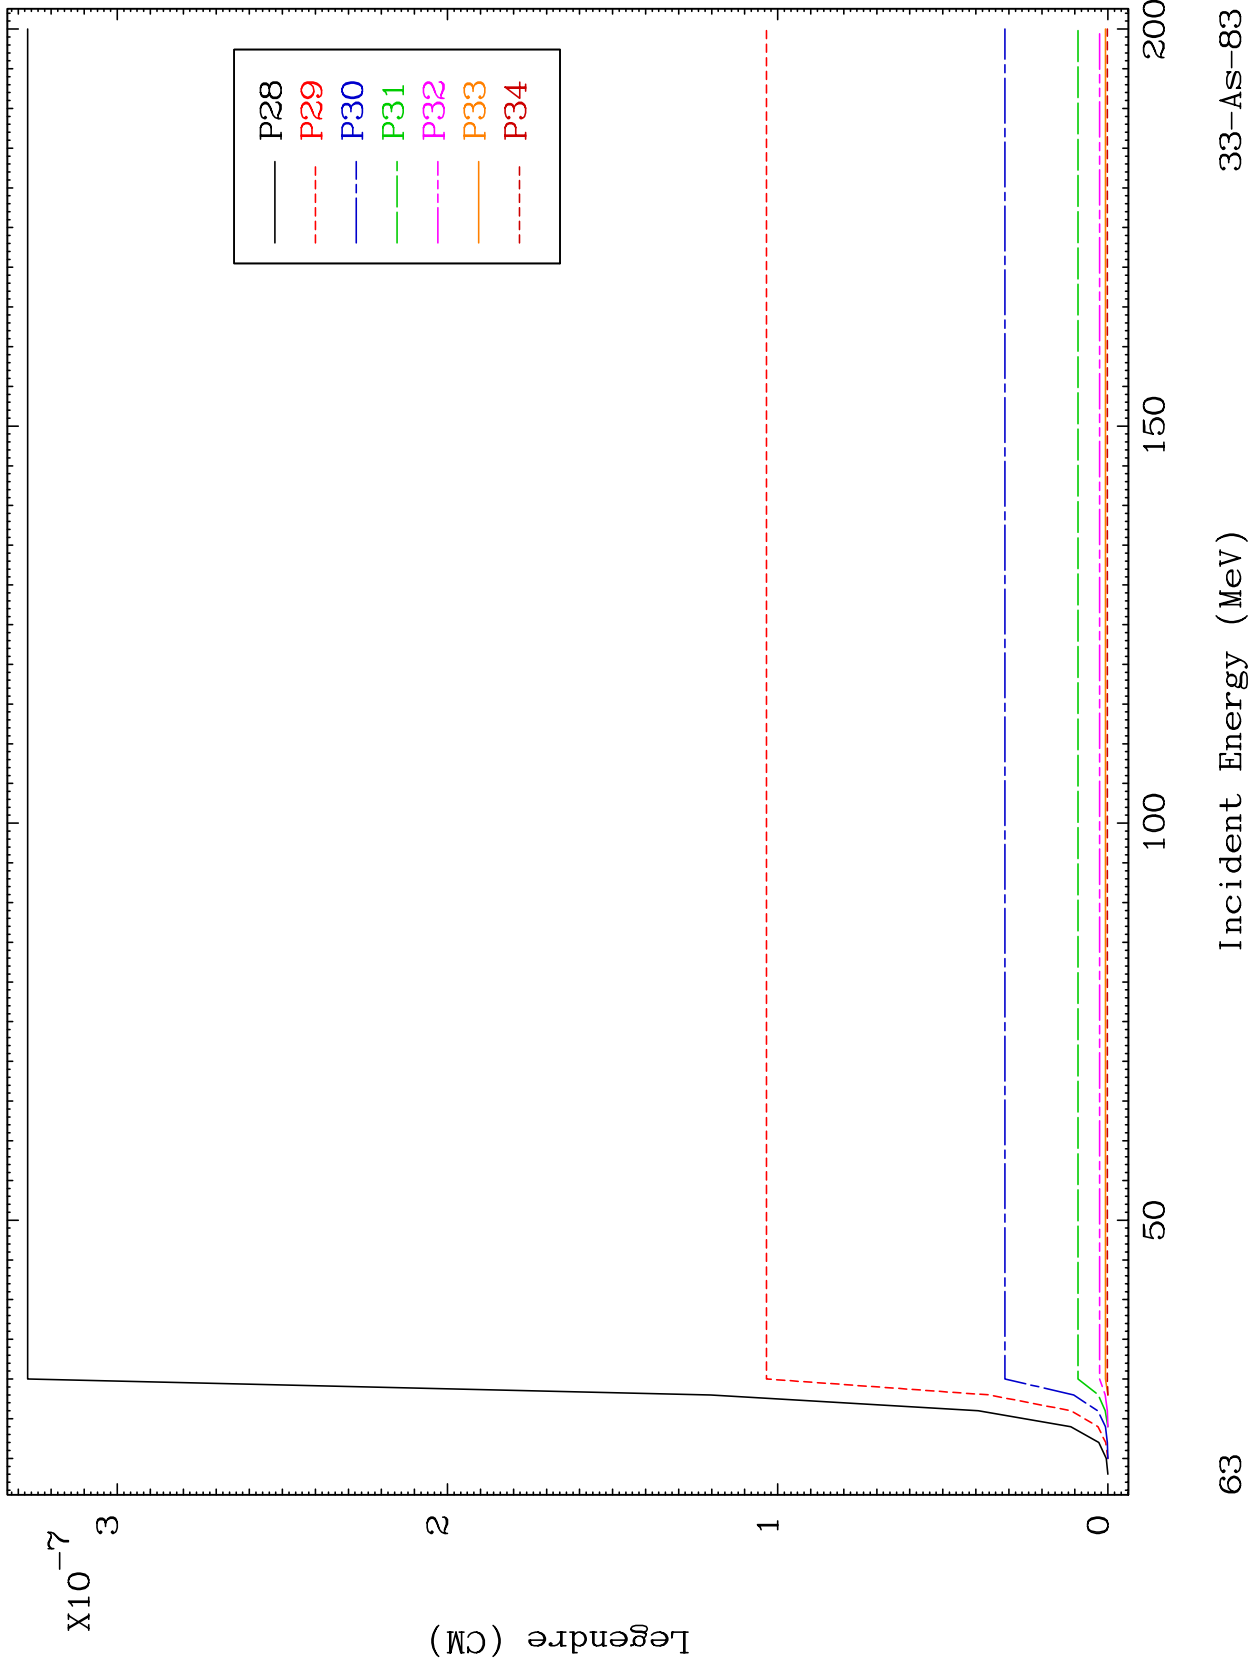 X10-7
3
2
1
0
Legendre (CM)
P28
P29
P30
P31
P32
P33
P34
50
100
150
200
Incident Energy (MeV)
63
33-As-83